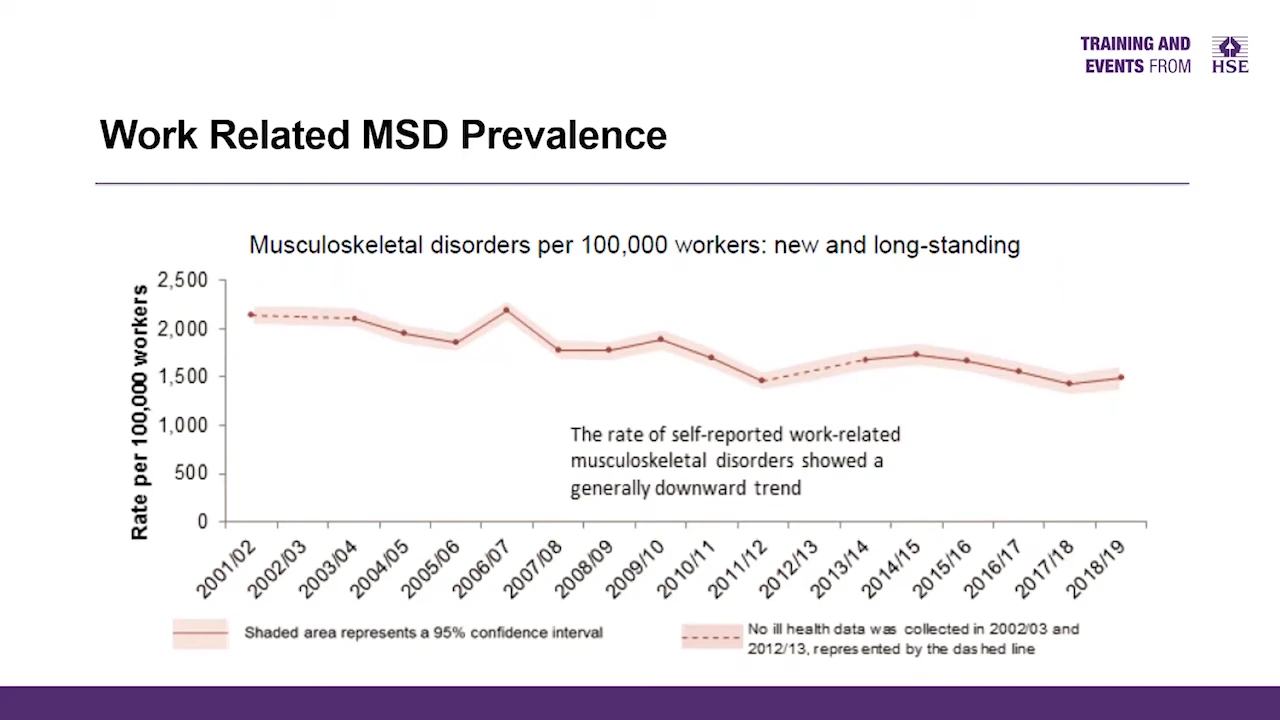 TRAINING AND
EVENTS FROM
HSE
Work Related MSD Prevalence
Musculoskeletal disorders per 100,000 workers: new and long-standing
Rate per 100,000 workers
2,500
2,000
1,500
1,000
500
0
The rate of self-reported work-related
musculoskeletal disorders showed a
generally downward trend
2001/02
2002/03
2003/04
2004/05
2005/06
2006/07
2007/08
2008/09
2009/10
2010/11
2011/12
2012/13
2013/14
2014/15
2015/16
2016/17
2017/18
2018/19
Shaded area represents a 95% confidence interval
No ill health data was collected in 2002/03 and
2012/13, represented by the dashed line